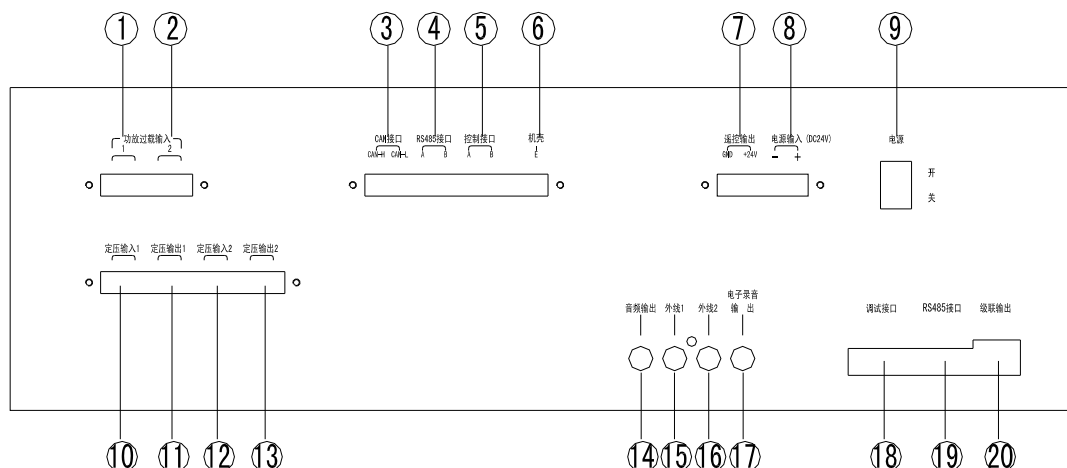 ① ② ③ ④ ⑤ ⑥ ⑦ ⑧ ⑨
功放过载输入 CAN接口 RS485接口 控制接口 机壳 遥控输出 电源输入(DC24V) 电源
1 2 CAN-H CAN-L A B A B E GND +24V - +
开
关
定压输入1 定压输出1 定压输入2 定压输出2
电子录音
音频输出 外线1 外线2 输 出 调试接口 RS485接口 级联输出
⑩ ⑪ ⑫ ⑬ ⑭ ⑮ ⑯ ⑰ ⑱ ⑲ ⑳